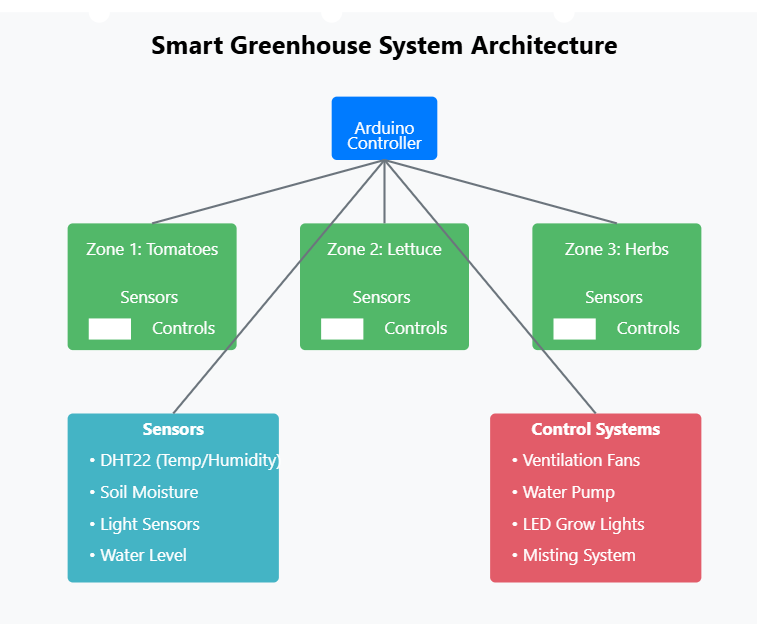 Smart Greenhouse System Architecture
Arduino
Controller
Zone 1: Tomatoes
Sensors
Controls
Zone 2: Lettuce
Sensors
Controls
Zone 3: Herbs
Sensors
Controls
Sensors
• DHT22 (Temp/Humidity)
• Soil Moisture
• Light Sensors
• Water Level
Control Systems
• Ventilation Fans
• Water Pump
• LED Grow Lights
• Misting System